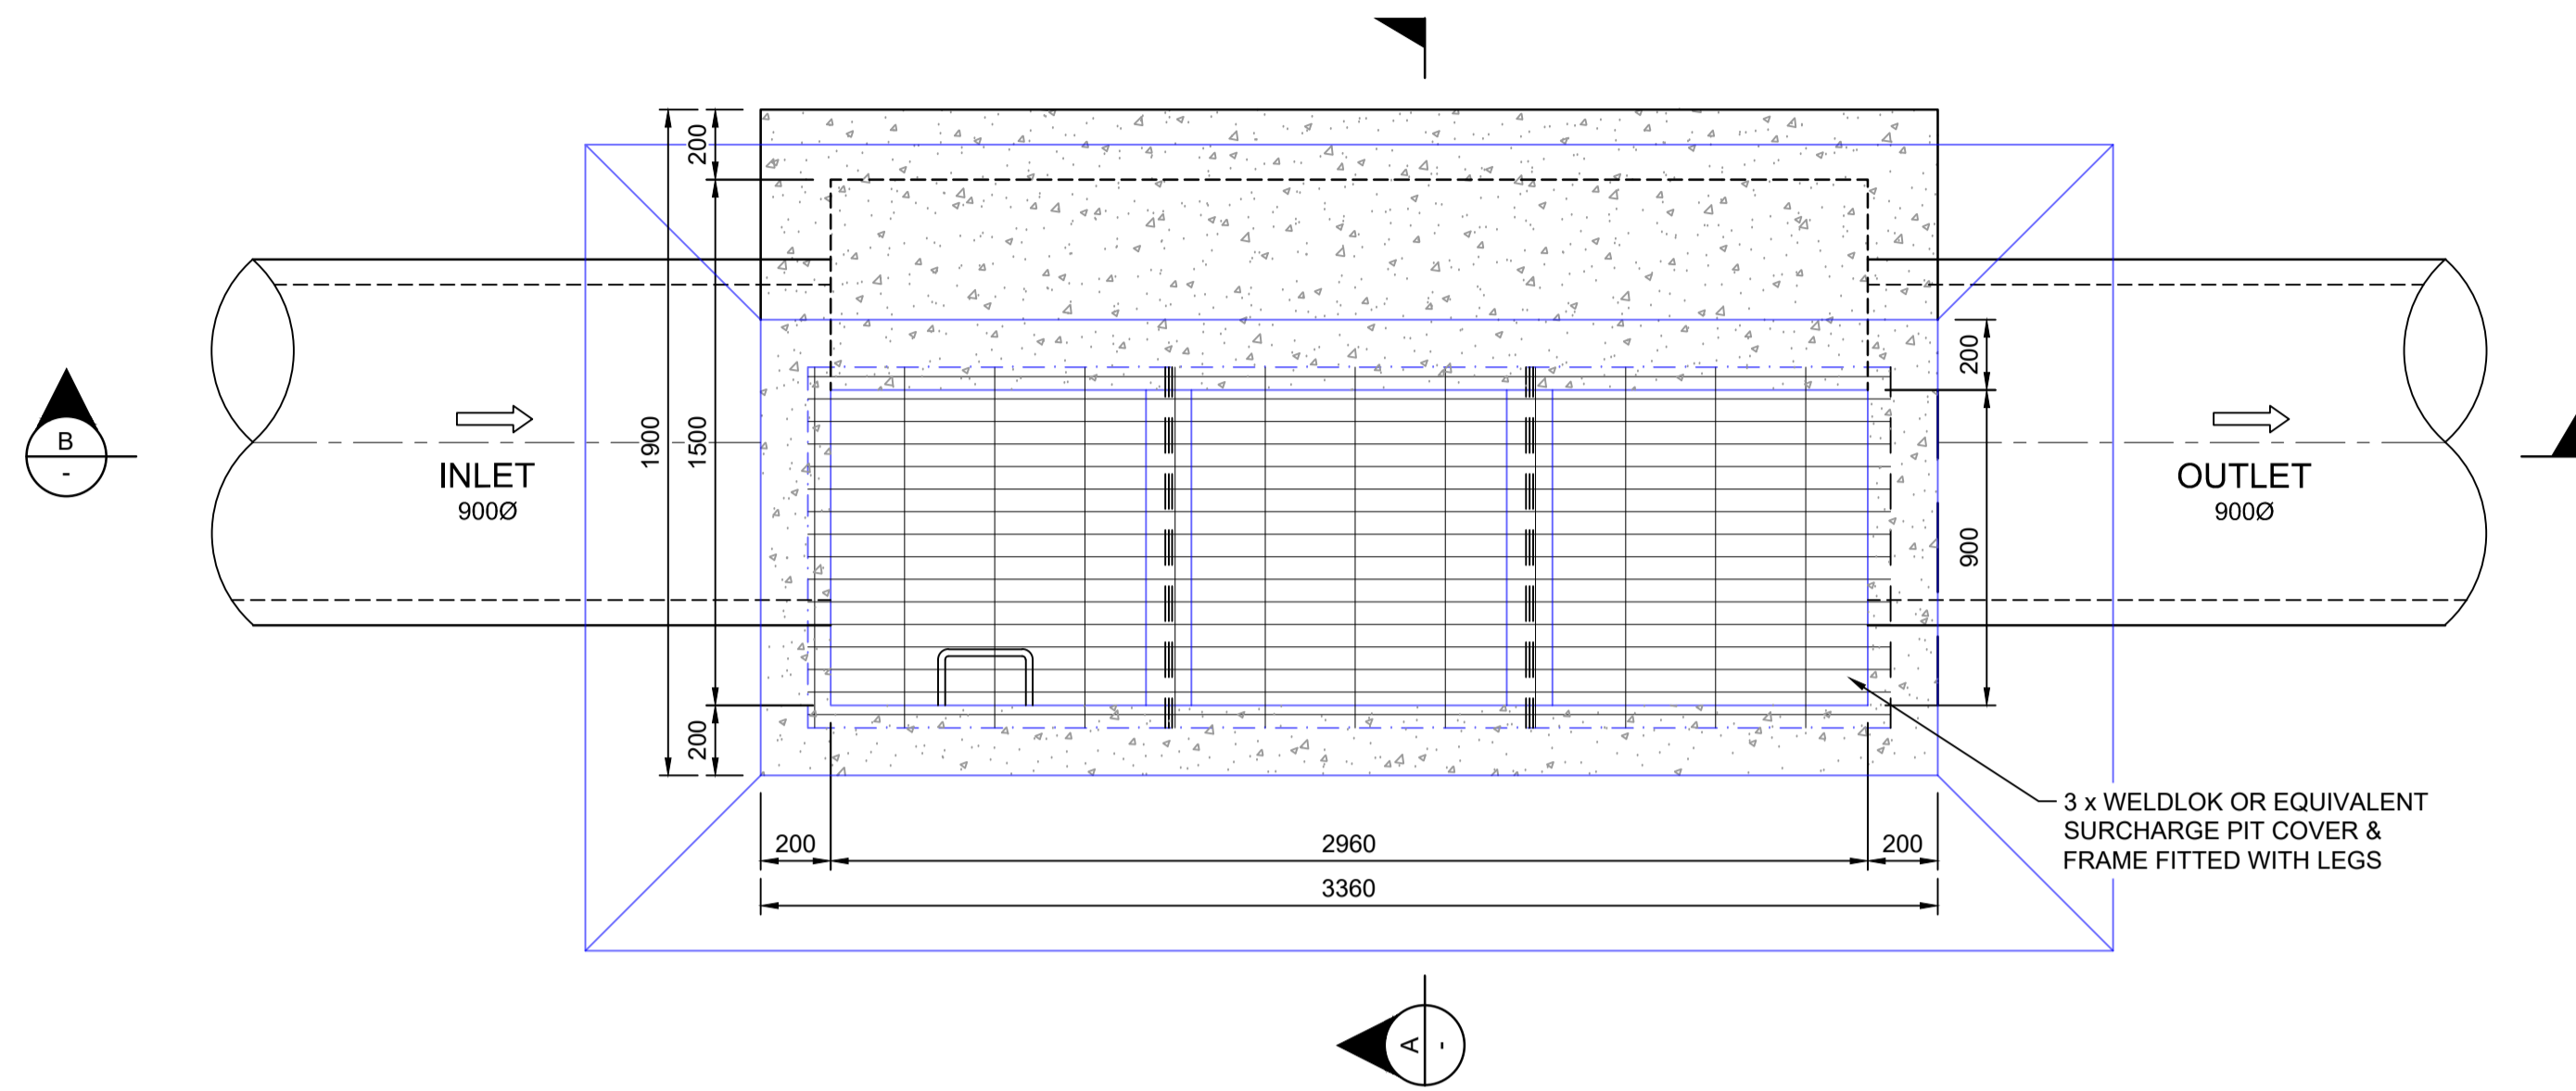 200
1900
1500
200
B
-
INLET
900Ø
200
900
OUTLET
900Ø
3 x WELDLOK OR EQUIVALENT
SURCHARGE PIT COVER &
FRAME FITTED WITH LEGS
200
2960
200
3360
A
-